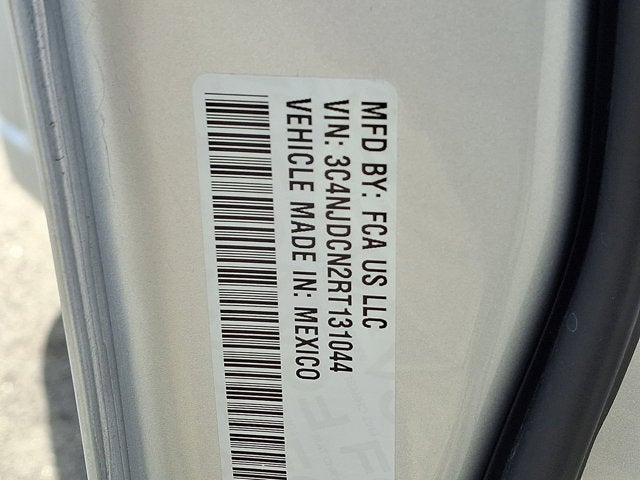 MFD BY: FCA US LLC
VIN: 3C4NJDCN2RT131044
VEHICLE MADE IN: MEXICO